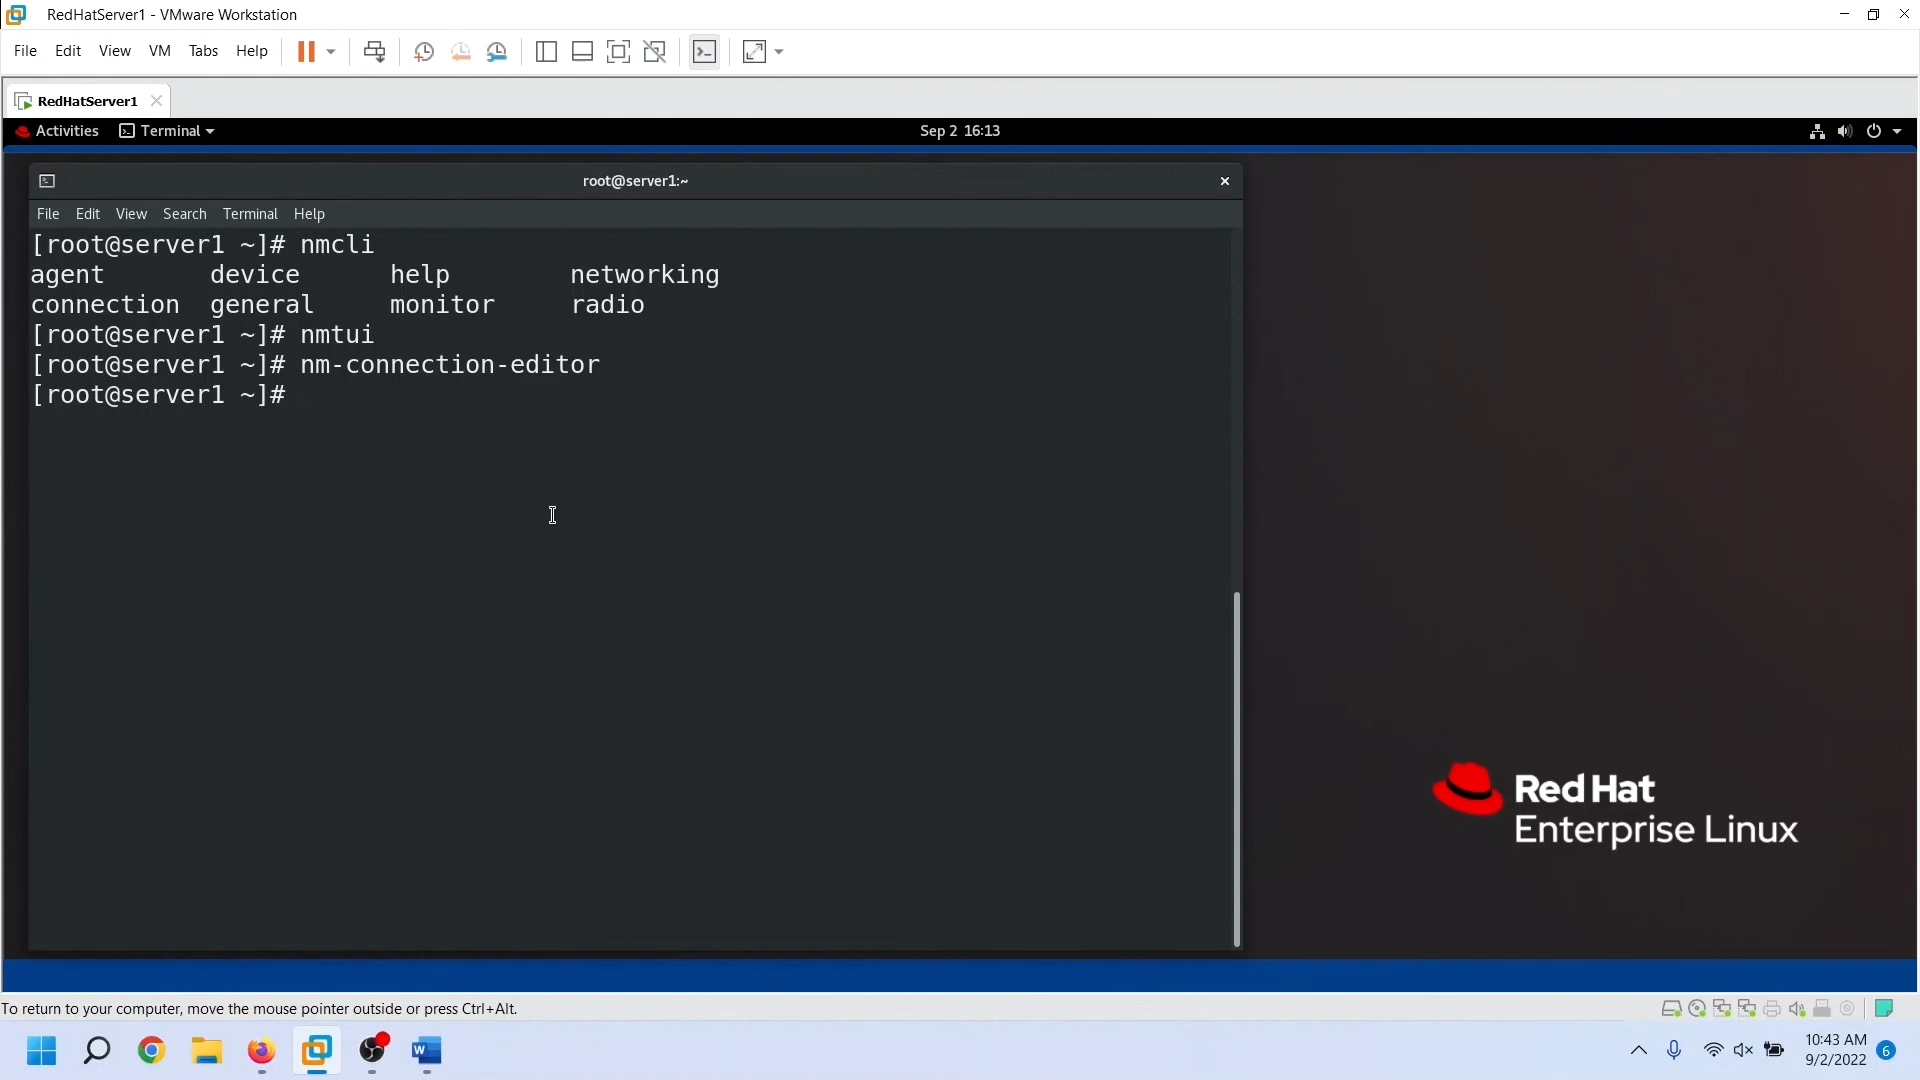 RedHatServer1 - VMware Workstation
File Edit View VM Tabs Help
RedHatServer1
Activities Terminal Sep 2 16:13
root@server1:~
File Edit View Search Terminal Help
[root@server1 ~]# nmcli
agent device help networking
connection general monitor radio
[root@server1 ~]# nmtui
[root@server1 ~]# nm-connection-editor
[root@server1 ~]#
Red Hat
Enterprise Linux
To return to your computer, move the mouse pointer outside or press Ctrl+Alt.
10:43 AM
9/2/2022
6